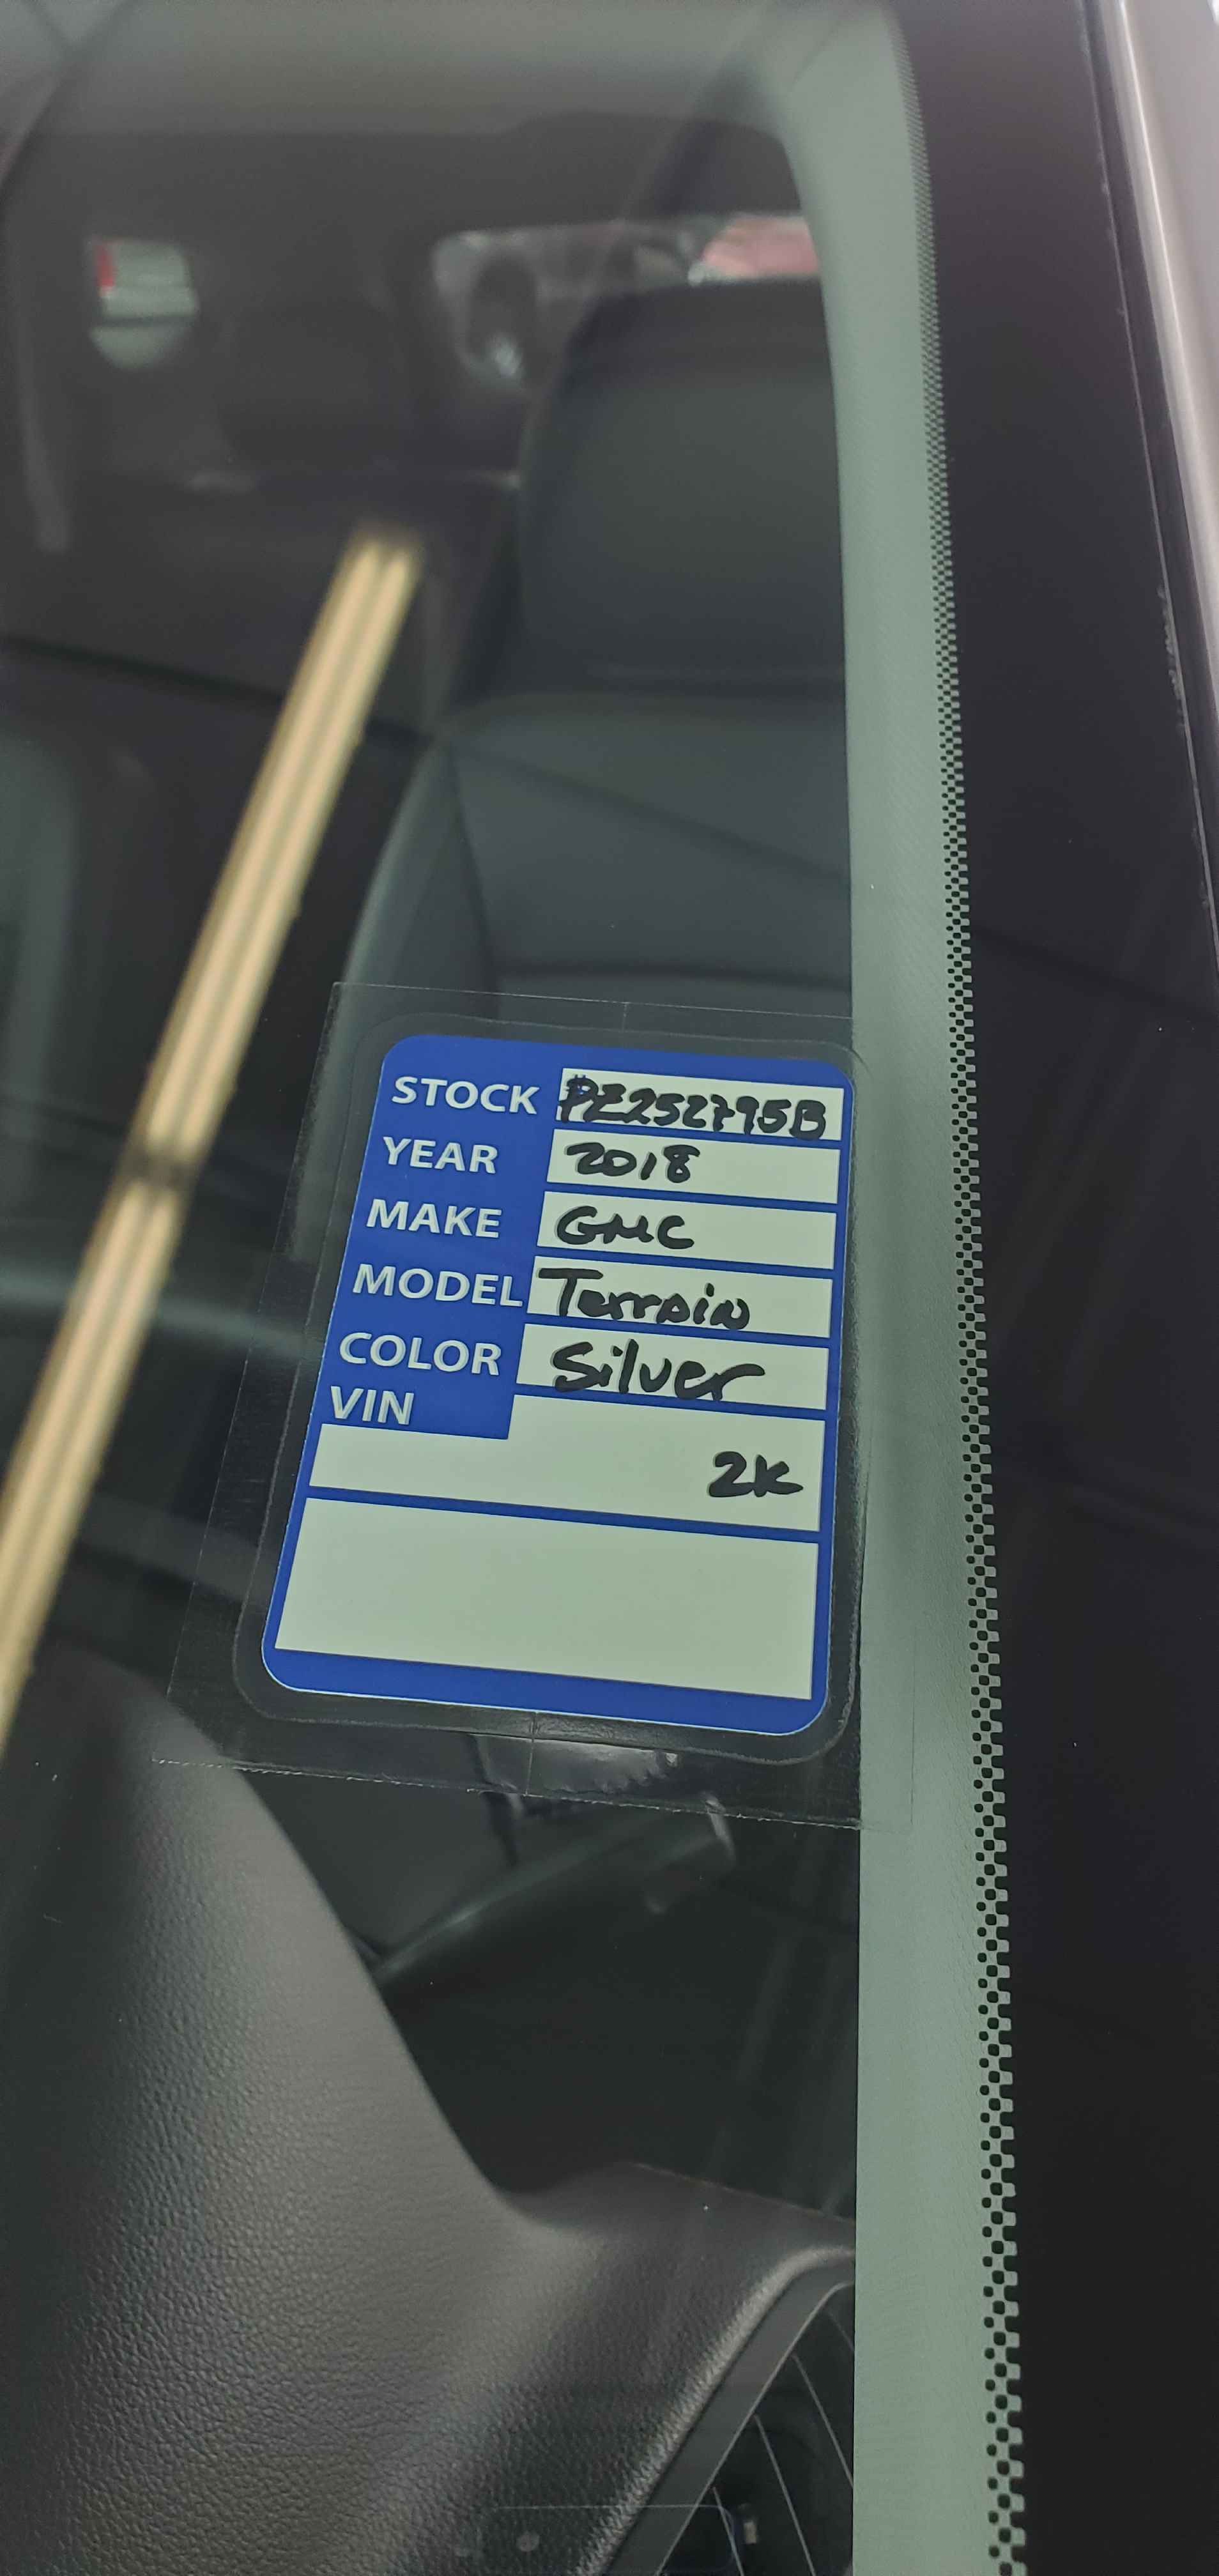 STOCK # PZ252795B
YEAR 2018
MAKE GMC
MODEL Terrain
COLOR Silver
VIN
2K